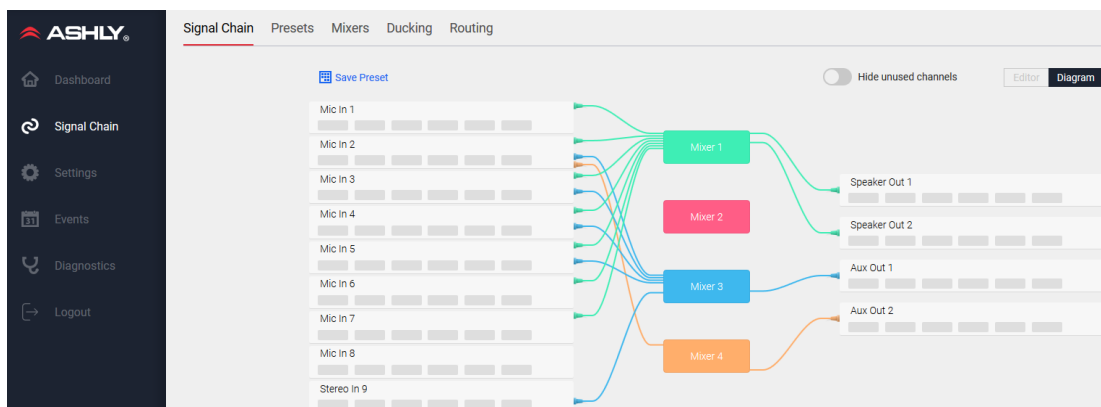 ASHLY®
Signal Chain Presets Mixers Ducking Routing
Dashboard
Signal Chain
Settings
31 Events
Diagnostics
Logout
Save Preset
Hide unused channels
Editor Diagram
Mic In 1
Mic In 2
Mic In 3
Mic In 4
Mic In 5
Mic In 6
Mic In 7
Mic In 8
Stereo In 9
Mixer 1
Mixer 2
Mixer 3
Mixer 4
Speaker Out 1
Speaker Out 2
Aux Out 1
Aux Out 2